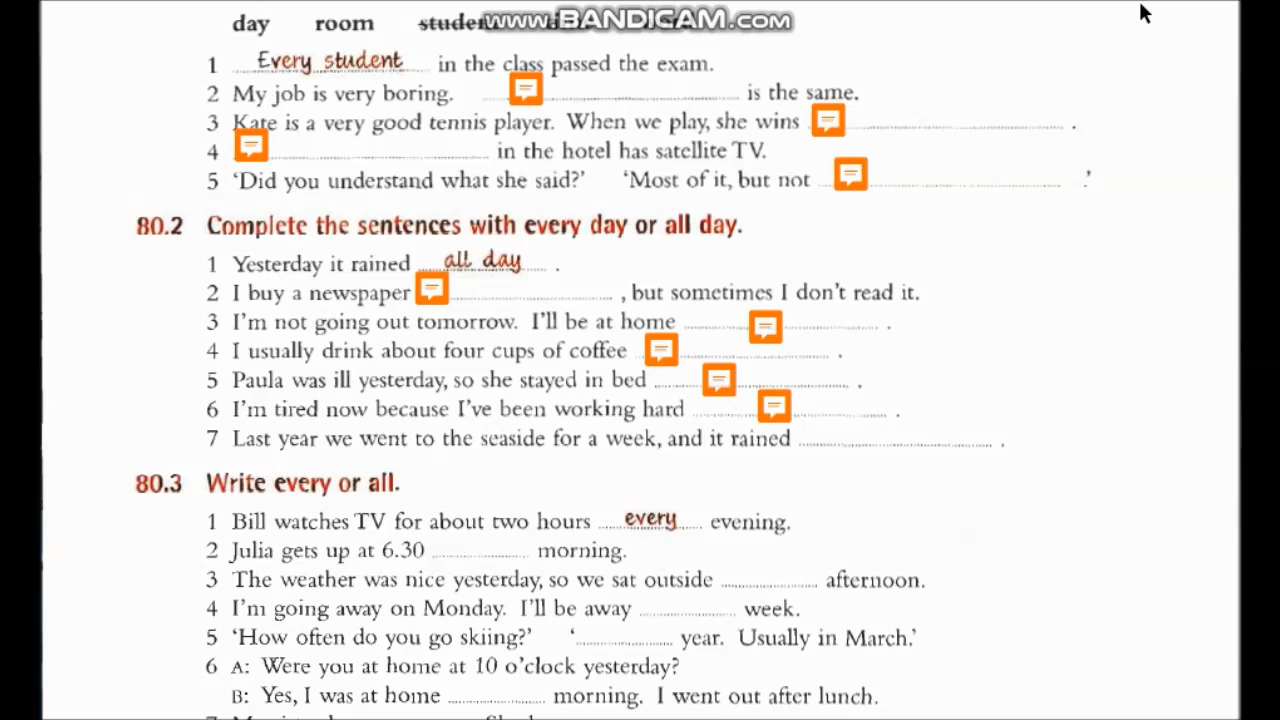 day room student
www.BANDICAM.com
1 Every student in the class passed the exam.
2 My job is very boring. is the same.
3 Kate is a very good tennis player. When we play, she wins .
4 in the hotel has satellite TV.
5 ‘Did you understand what she said?’ ‘Most of it, but not .’
80.2 Complete the sentences with every day or all day.
1 Yesterday it rained all day .
2 I buy a newspaper , but sometimes I don’t read it.
3 I’m not going out tomorrow. I’ll be at home .
4 I usually drink about four cups of coffee .
5 Paula was ill yesterday, so she stayed in bed .
6 I’m tired now because I’ve been working hard .
7 Last year we went to the seaside for a week, and it rained .
80.3 Write every or all.
1 Bill watches TV for about two hours every evening.
2 Julia gets up at 6.30 morning.
3 The weather was nice yesterday, so we sat outside afternoon.
4 I’m going away on Monday. I’ll be away week.
5 ‘How often do you go skiing?’ ‘ year. Usually in March.’
6 A: Were you at home at 10 o’clock yesterday?
B: Yes, I was at home morning. I went out after lunch.